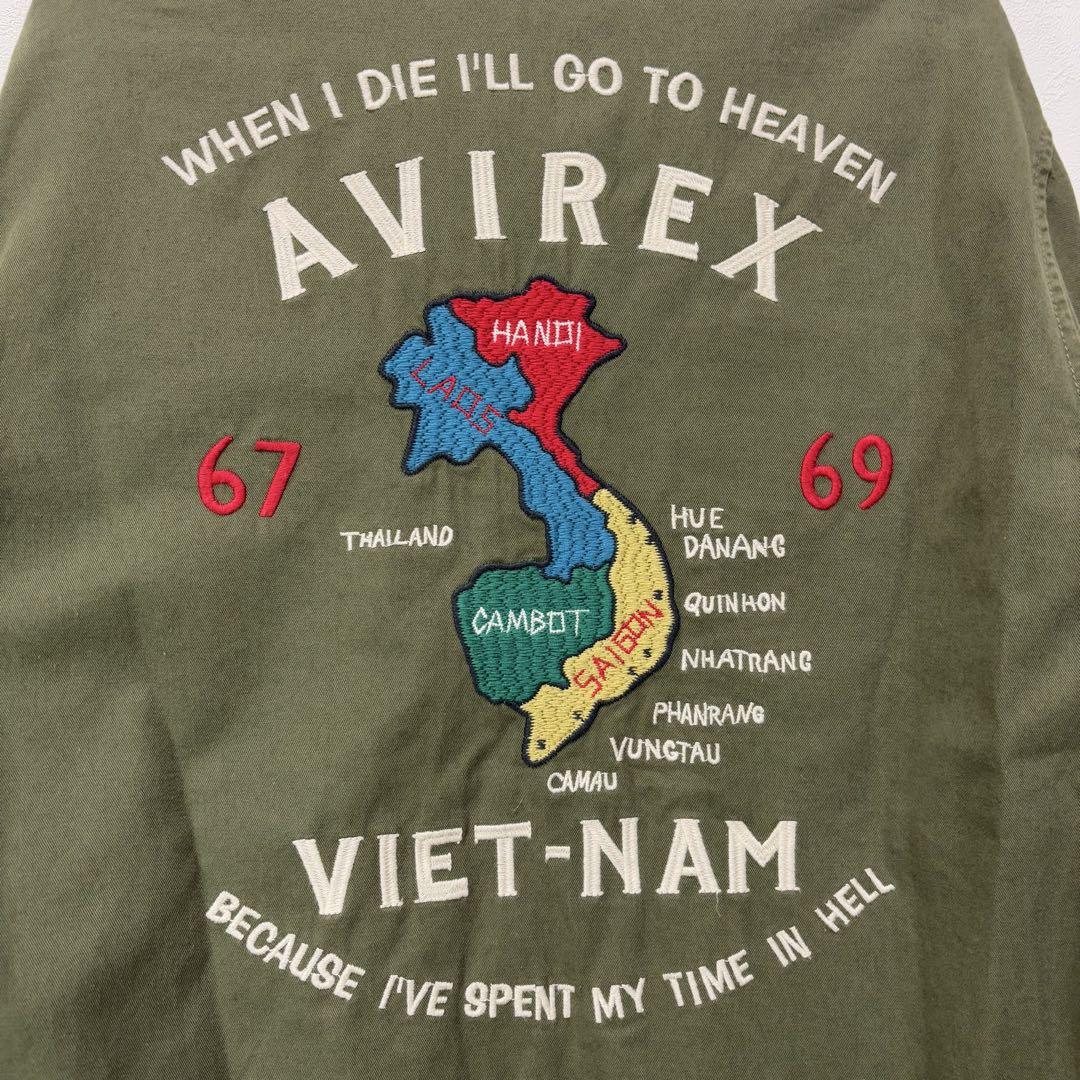 WHEN I DIE I'LL GO TO HEAVEN
AVIREX
HANOI
LAOS
67
69
THAILAND
HUE
DANANG
CAMBOT
SAIGON
QUINHON
NHATRANG
PHANRANG
VUNGTAU
CAMAU
VIET-NAM
BECAUSE I'VE SPENT MY TIME IN HELL